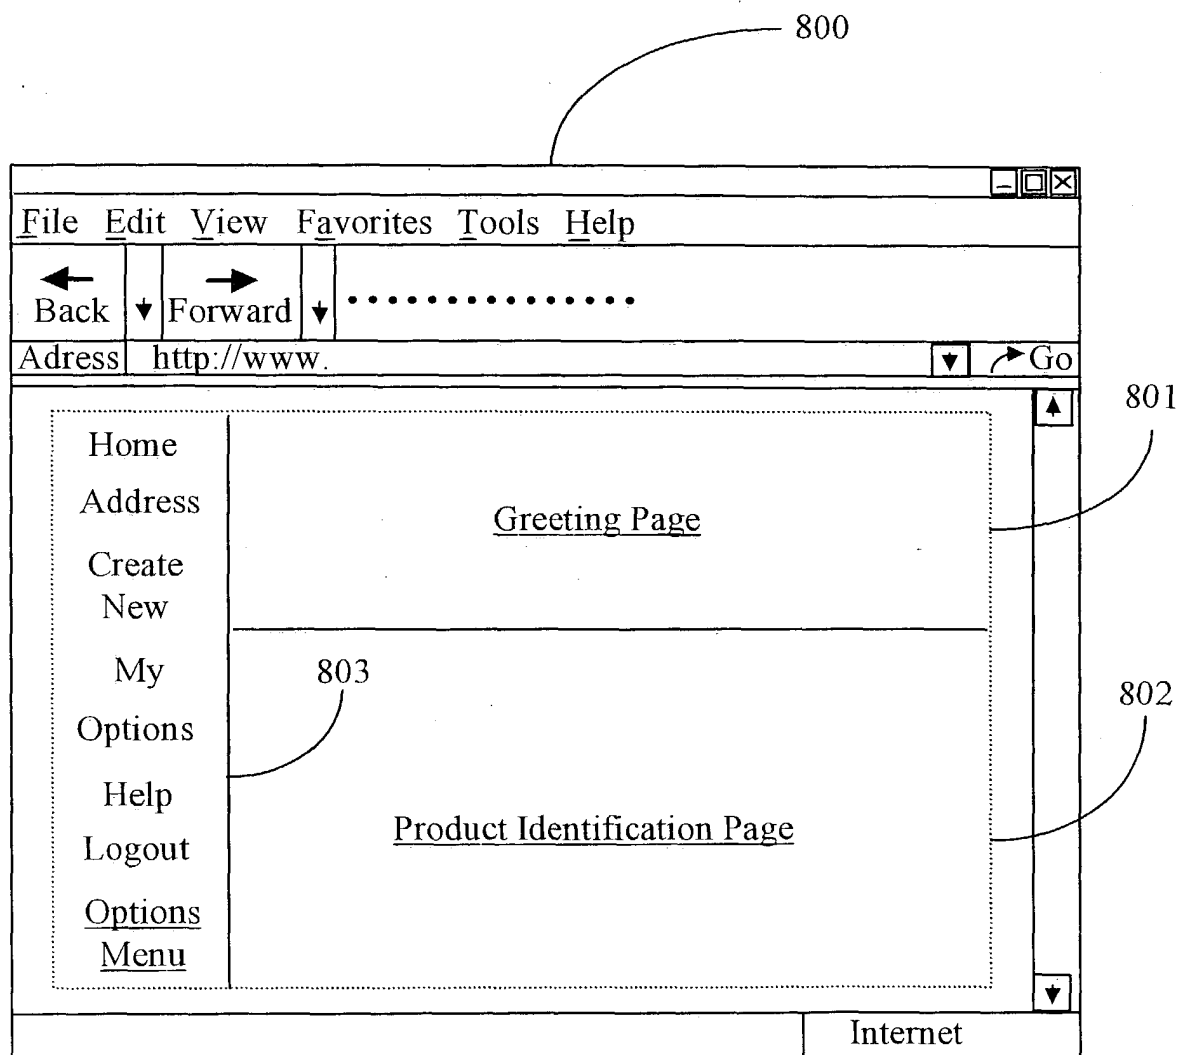 800
File Edit View Favorites Tools Help
Back Forward
Adress http://www. Go
801
Home
Address
Greeting Page
Create
New
My
803
802
Options
Help
Product Identification Page
Logout
Options
Menu
Internet